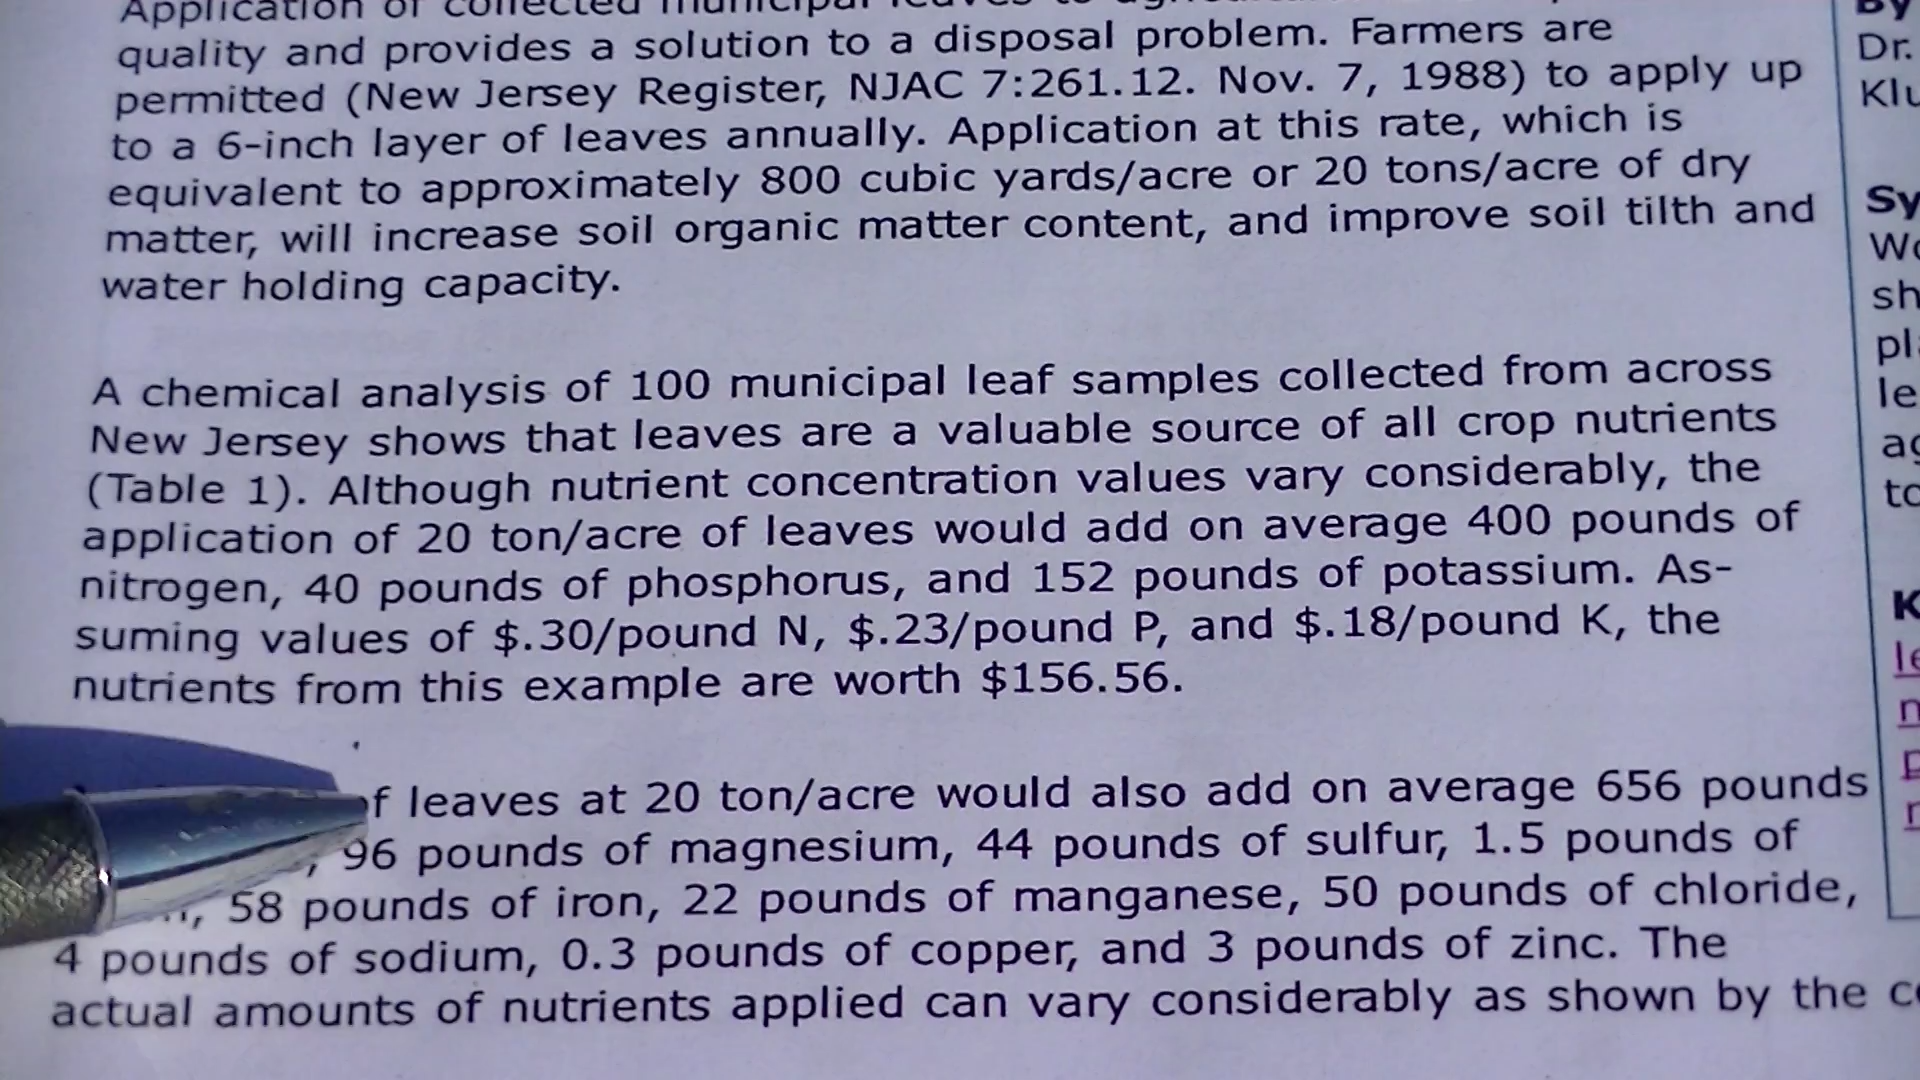 Application of collected municipal leaves to
quality and provides a solution to a disposal problem. Farmers are
permitted (New Jersey Register, NJAC 7:261.12. Nov. 7, 1988) to apply up
to a 6-inch layer of leaves annually. Application at this rate, which is
equivalent to approximately 800 cubic yards/acre or 20 tons/acre of dry
matter, will increase soil organic matter content, and improve soil tilth and
water holding capacity.
A chemical analysis of 100 municipal leaf samples collected from across
New Jersey shows that leaves are a valuable source of all crop nutrients
(Table 1). Although nutrient concentration values vary considerably, the
application of 20 ton/acre of leaves would add on average 400 pounds of
nitrogen, 40 pounds of phosphorus, and 152 pounds of potassium. As-
suming values of $.30/pound N, $.23/pound P, and $.18/pound K, the
nutrients from this example are worth $156.56.
leaves at 20 ton/acre would also add on average 656 pounds
96 pounds of magnesium, 44 pounds of sulfur, 1.5 pounds of
58 pounds of iron, 22 pounds of manganese, 50 pounds of chloride,
4 pounds of sodium, 0.3 pounds of copper, and 3 pounds of zinc. The
actual amounts of nutrients applied can vary considerably as shown by the
By
Dr.